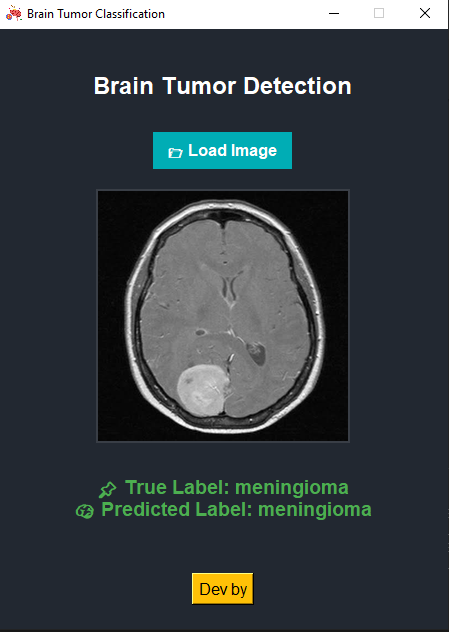 Brain Tumor Classification
Brain Tumor Detection
Load Image
True Label: meningioma
Predicted Label: meningioma
Dev by